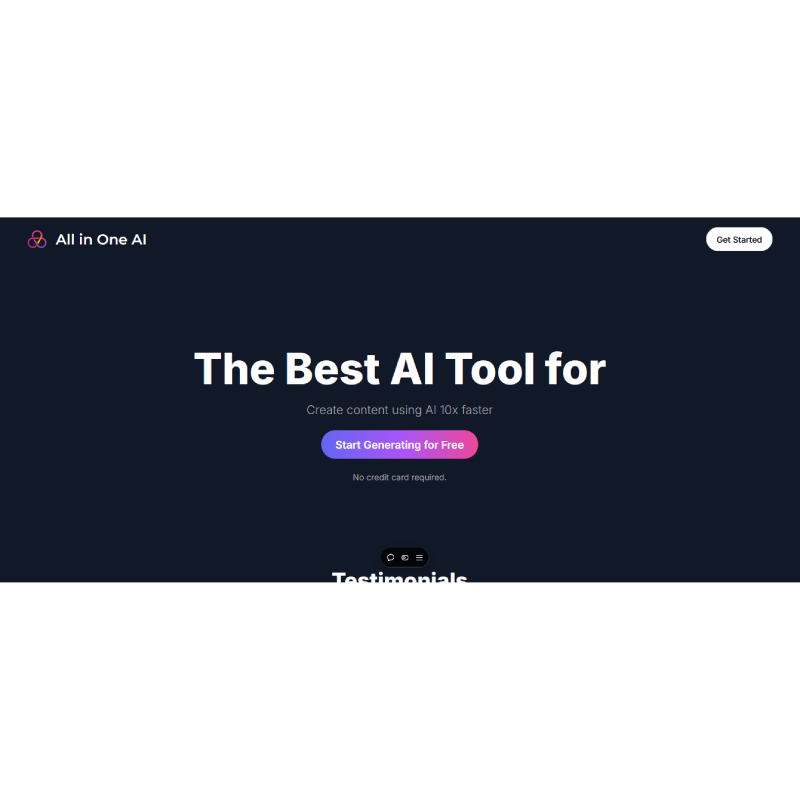 All in One AI
Get Started
The Best AI Tool for
Create content using AI 10x faster
Start Generating for Free
No credit card required.
Testimonials